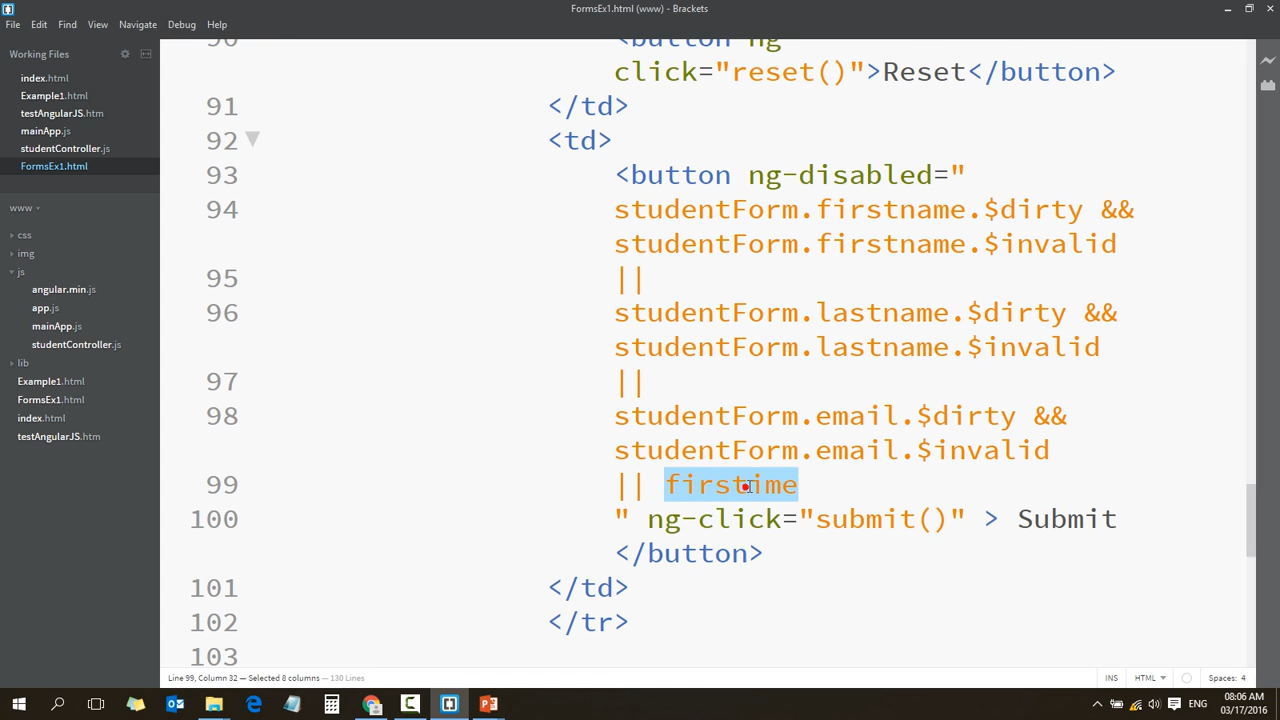 FormsEx1.html (www) - Brackets
File Edit Find View Navigate Debug Help
Working Files
index.html
Example1.html
testAngularJS.htm
mainApp.js
studentController.js
FormsEx1.html
www
css
img
js
angular.min.js
app.js
mainApp.js
studentController.js
lib
Example1.html
FormsEx1.html
index.html
testAngularJS.htm
90 <button ng
click="reset()">Reset</button>
91 </td>
92 <td>
93 <button ng-disabled="
94 studentForm.firstname.$dirty &&
studentForm.firstname.$invalid
95 ||
96 studentForm.lastname.$dirty &&
studentForm.lastname.$invalid
97 ||
98 studentForm.email.$dirty &&
studentForm.email.$invalid
99 || firstime
100 " ng-click="submit()" > Submit
</button>
101 </td>
102 </tr>
103
Line 99, Column 32 — Selected 8 columns — 130 Lines
INS HTML Spaces: 4
ENG
08:06 AM
03/17/2016